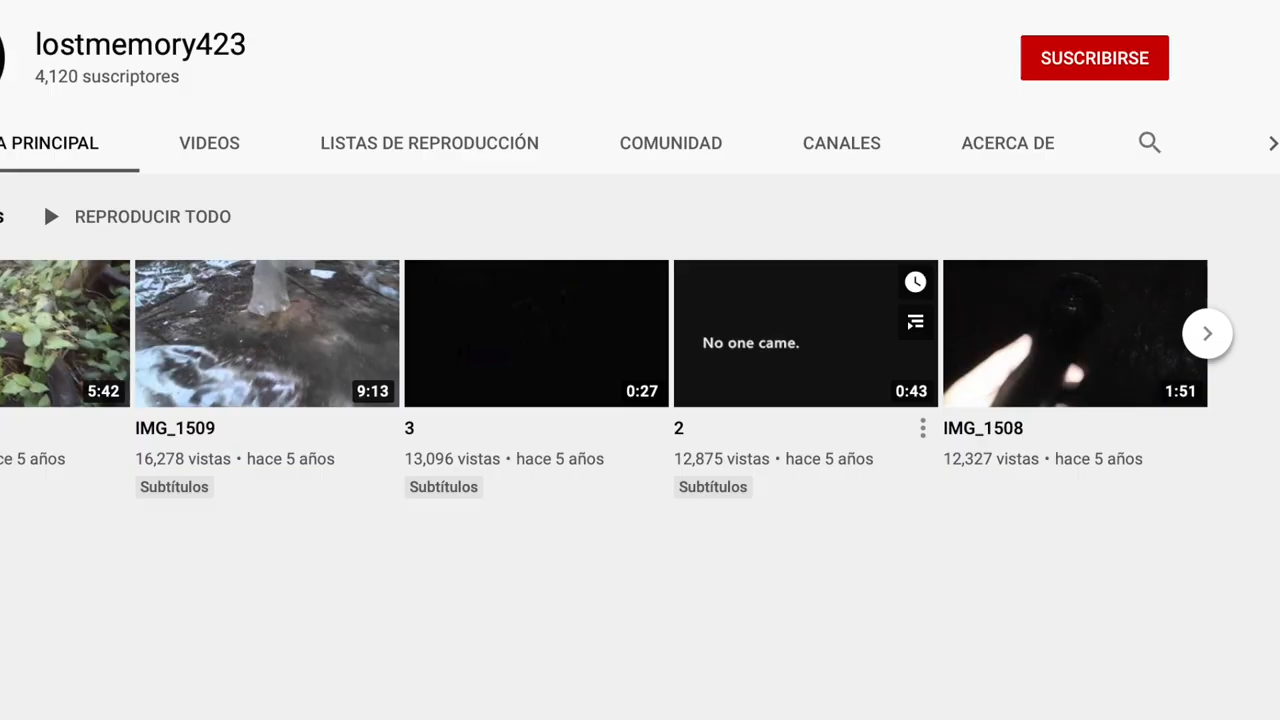 lostmemory423
4,120 suscriptores
SUSCRIBIRSE
A PRINCIPAL
VIDEOS
LISTAS DE REPRODUCCIÓN
COMUNIDAD
CANALES
ACERCA DE
s
REPRODUCIR TODO
No one came.
5:42
9:13
0:27
0:43
1:51
IMG_1509
3
2
IMG_1508
ce 5 años
16,278 vistas • hace 5 años
13,096 vistas • hace 5 años
12,875 vistas • hace 5 años
12,327 vistas • hace 5 años
Subtítulos
Subtítulos
Subtítulos